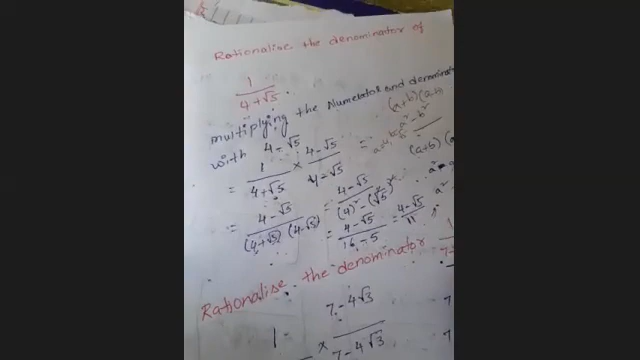 Rationalise the denominator of
1/(4+√5).
multiplying the Numerator and denominator
with 4-√5
(a+b)(a-b)
= 1/(4+√5) × (4-√5)/(4-√5) =
a²-b²
= (4-√5)/((4+√5)(4-√5)) = (4-√5)/((4)²-(√5)²)
= (4-√5)/(16-5) = (4-√5)/11
Rationalise the denominator
7-4√3
1
× 7-4√3